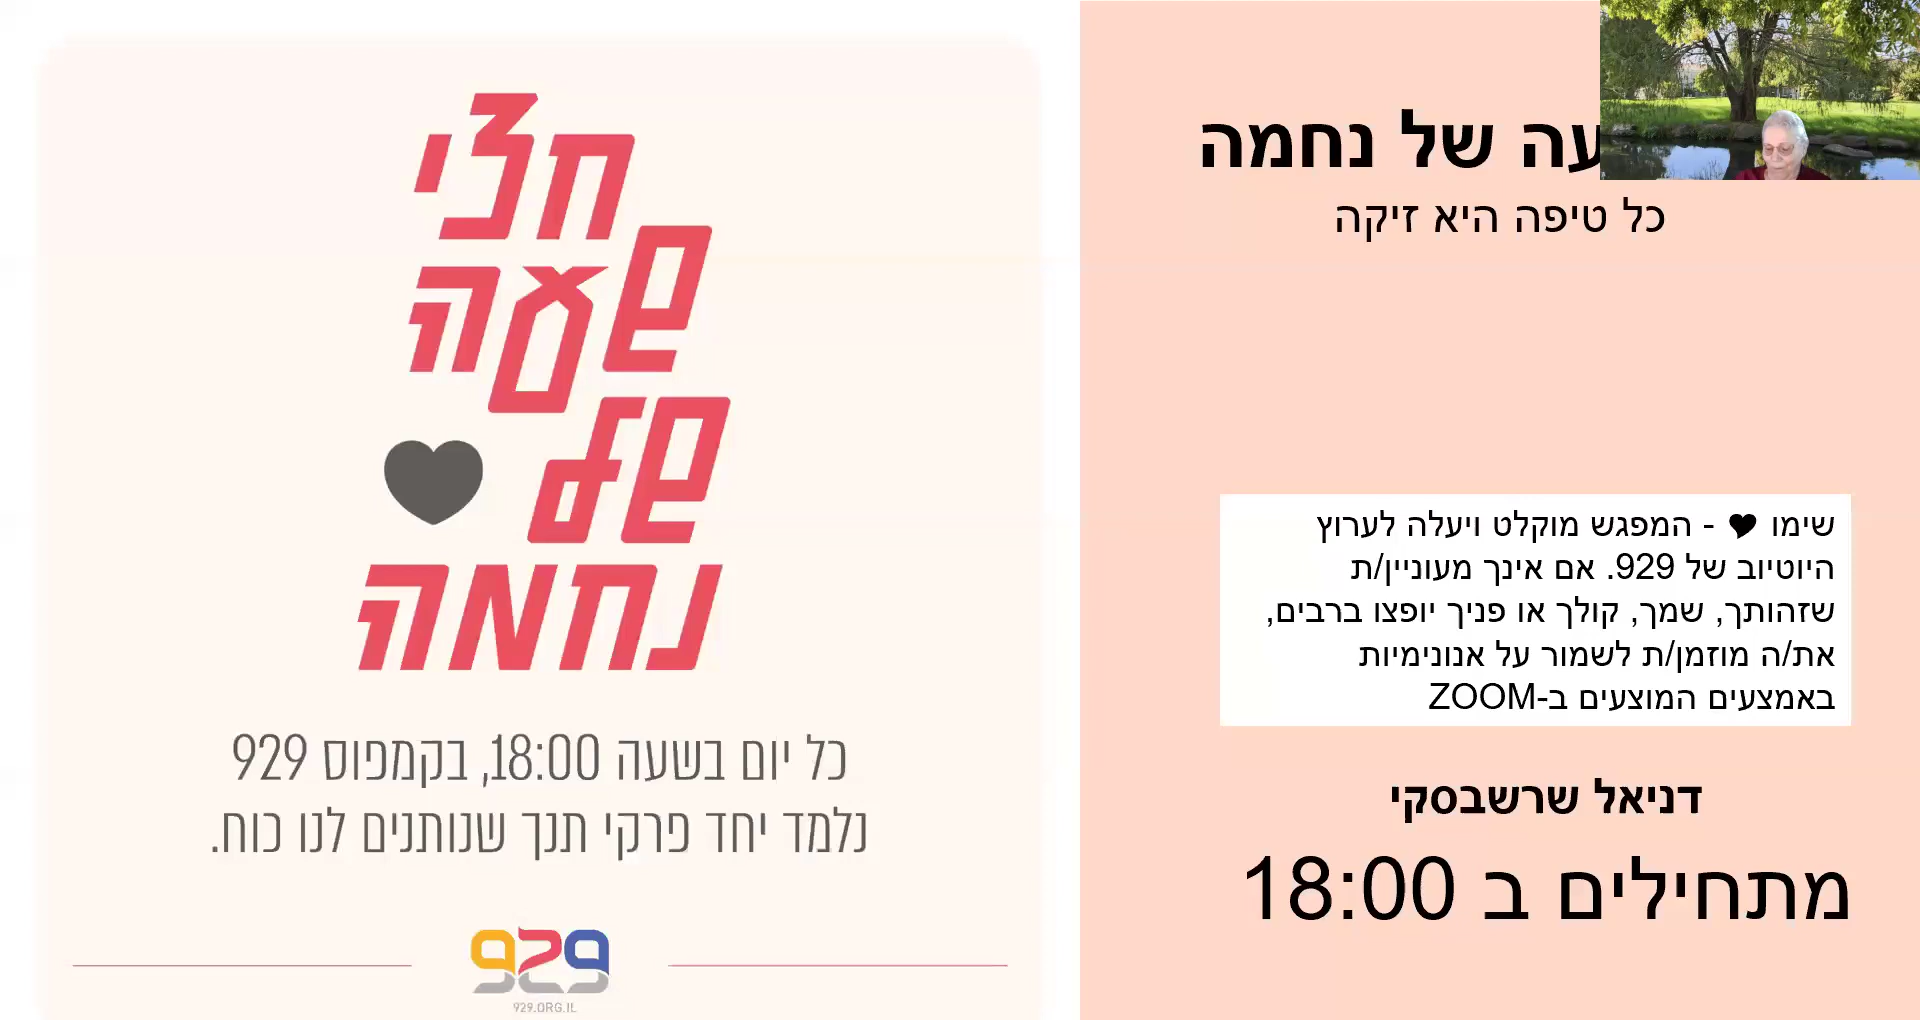 חצי
שעה
של
נחמה
כל יום בשעה 18:00, בקמפוס 929
נלמד יחד פרקי תנך שנותנים לנו כוח.
929
929.ORG.IL
עה של נחמה
כל טיפה היא זיקה
שימו ♥ - המפגש מוקלט ויעלה לערוץ
היוטיוב של 929. אם אינך מעוניין/ת
שזהותך, שמך, קולך או פניך יופצו ברבים,
את/ה מוזמן/ת לשמור על אנונימיות
באמצעים המוצעים ב-ZOOM
דניאל שרשבסקי
מתחילים ב 18:00